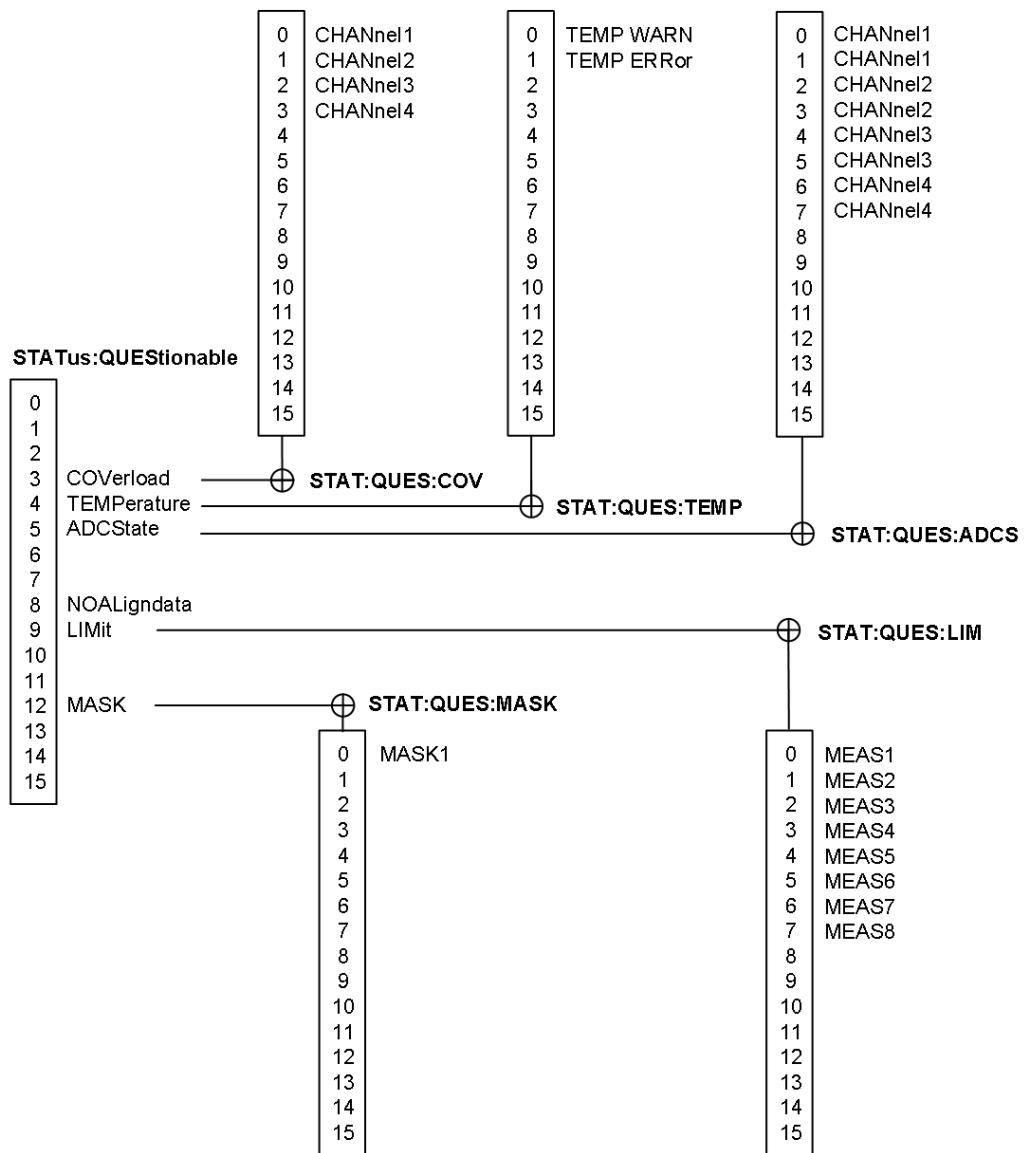 0 CHANnel1
1 CHANnel2
2 CHANnel3
3 CHANnel4
4
5
6
7
8
9
10
11
12
13
14
15
0 TEMP WARN
1 TEMP ERRor
2
3
4
5
6
7
8
9
10
11
12
13
14
15
0 CHANnel1
1 CHANnel1
2 CHANnel2
3 CHANnel2
4 CHANnel3
5 CHANnel3
6 CHANnel4
7 CHANnel4
8
9
10
11
12
13
14
15
STATus:QUEStionable
0
1
2
3 COVerload
4 TEMPerature
5 ADCState
6
7
8 NOALigndata
9 LIMit
10
11
12 MASK
13
14
15
STAT:QUES:COV
STAT:QUES:TEMP
STAT:QUES:ADCS
STAT:QUES:LIM
STAT:QUES:MASK
0 MASK1
1
2
3
4
5
6
7
8
9
10
11
12
13
14
15
0 MEAS1
1 MEAS2
2 MEAS3
3 MEAS4
4 MEAS5
5 MEAS6
6 MEAS7
7 MEAS8
8
9
10
11
12
13
14
15